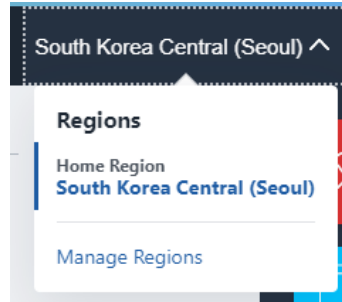 South Korea Central (Seoul)
Regions
Home Region
South Korea Central (Seoul)
Manage Regions